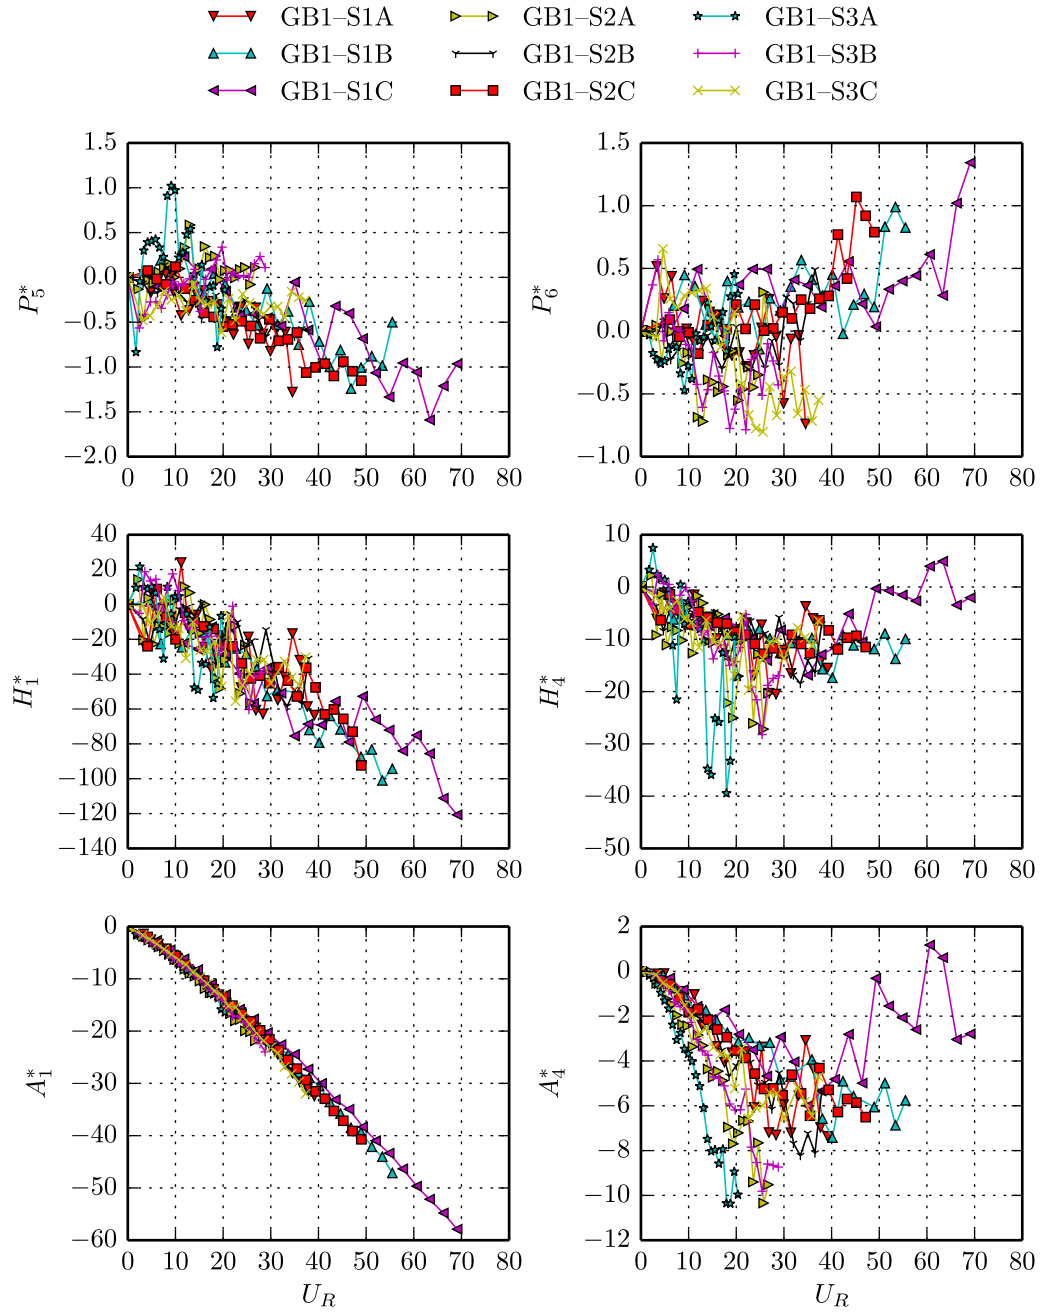 GB1–S1A GB1–S2A GB1–S3A
GB1–S1B GB1–S2B GB1–S3B
GB1–S1C GB1–S2C GB1–S3C
1.5
1.0
0.5
0.0
−0.5
−1.0
−1.5
−2.0
P₅*
0 10 20 30 40 50 60 70 80
1.5
1.0
0.5
0.0
−0.5
−1.0
P₆*
0 10 20 30 40 50 60 70 80
40
20
0
−20
−40
−60
−80
−100
−120
−140
H₁*
0 10 20 30 40 50 60 70 80
10
0
−10
−20
−30
−40
−50
H₄*
0 10 20 30 40 50 60 70 80
0
−10
−20
−30
−40
−50
−60
A₁*
0 10 20 30 40 50 60 70 80
U_R
2
0
−2
−4
−6
−8
−10
−12
A₄*
0 10 20 30 40 50 60 70 80
U_R